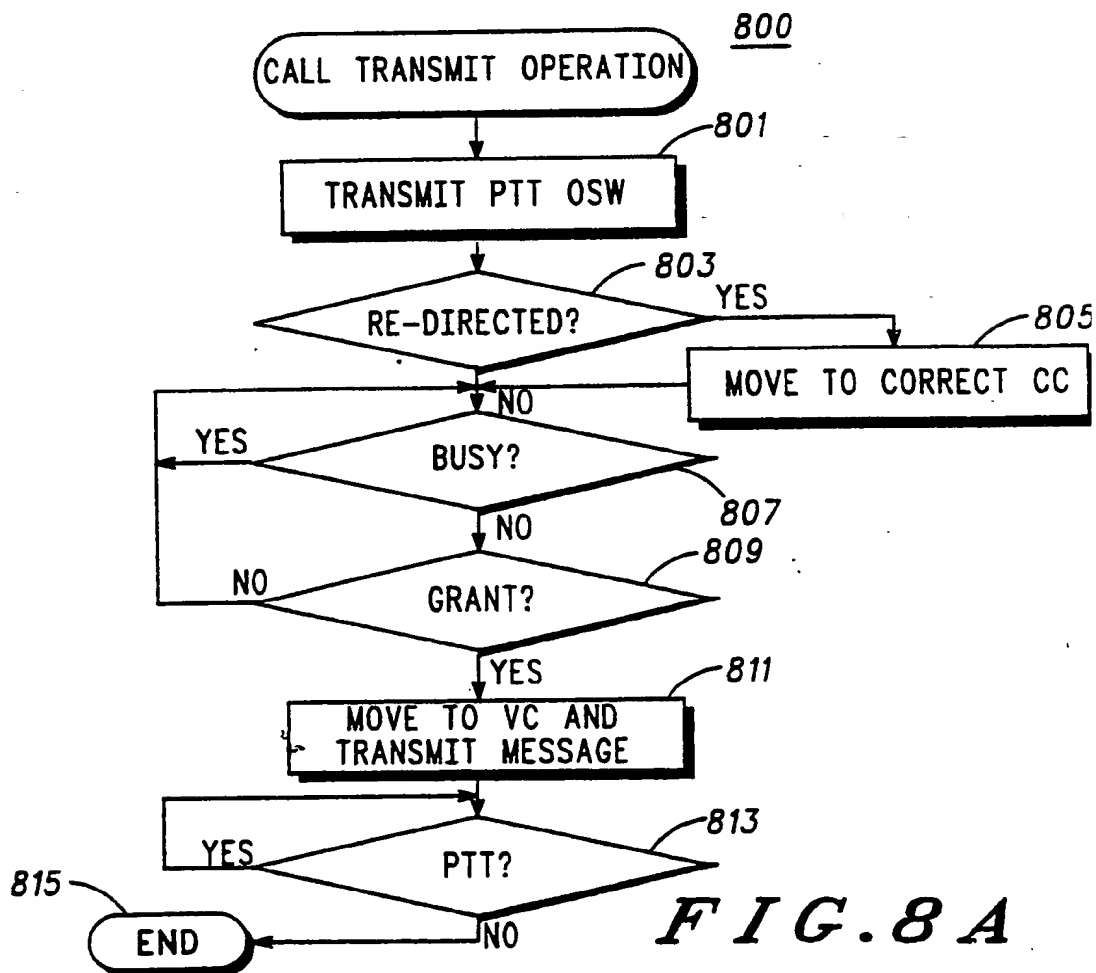 800
CALL TRANSMIT OPERATION
801
TRANSMIT PTT OSW
803
RE-DIRECTED?
YES
805
MOVE TO CORRECT CC
NO
YES
BUSY?
807
NO
809
NO
GRANT?
YES
811
MOVE TO VC AND
TRANSMIT MESSAGE
813
YES
PTT?
815
END
NO
FIG.8A